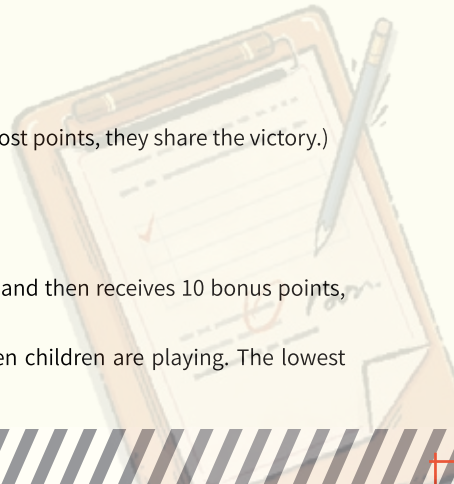 ost points, they share the victory.)
and then receives 10 bonus points,
en children are playing. The lowest